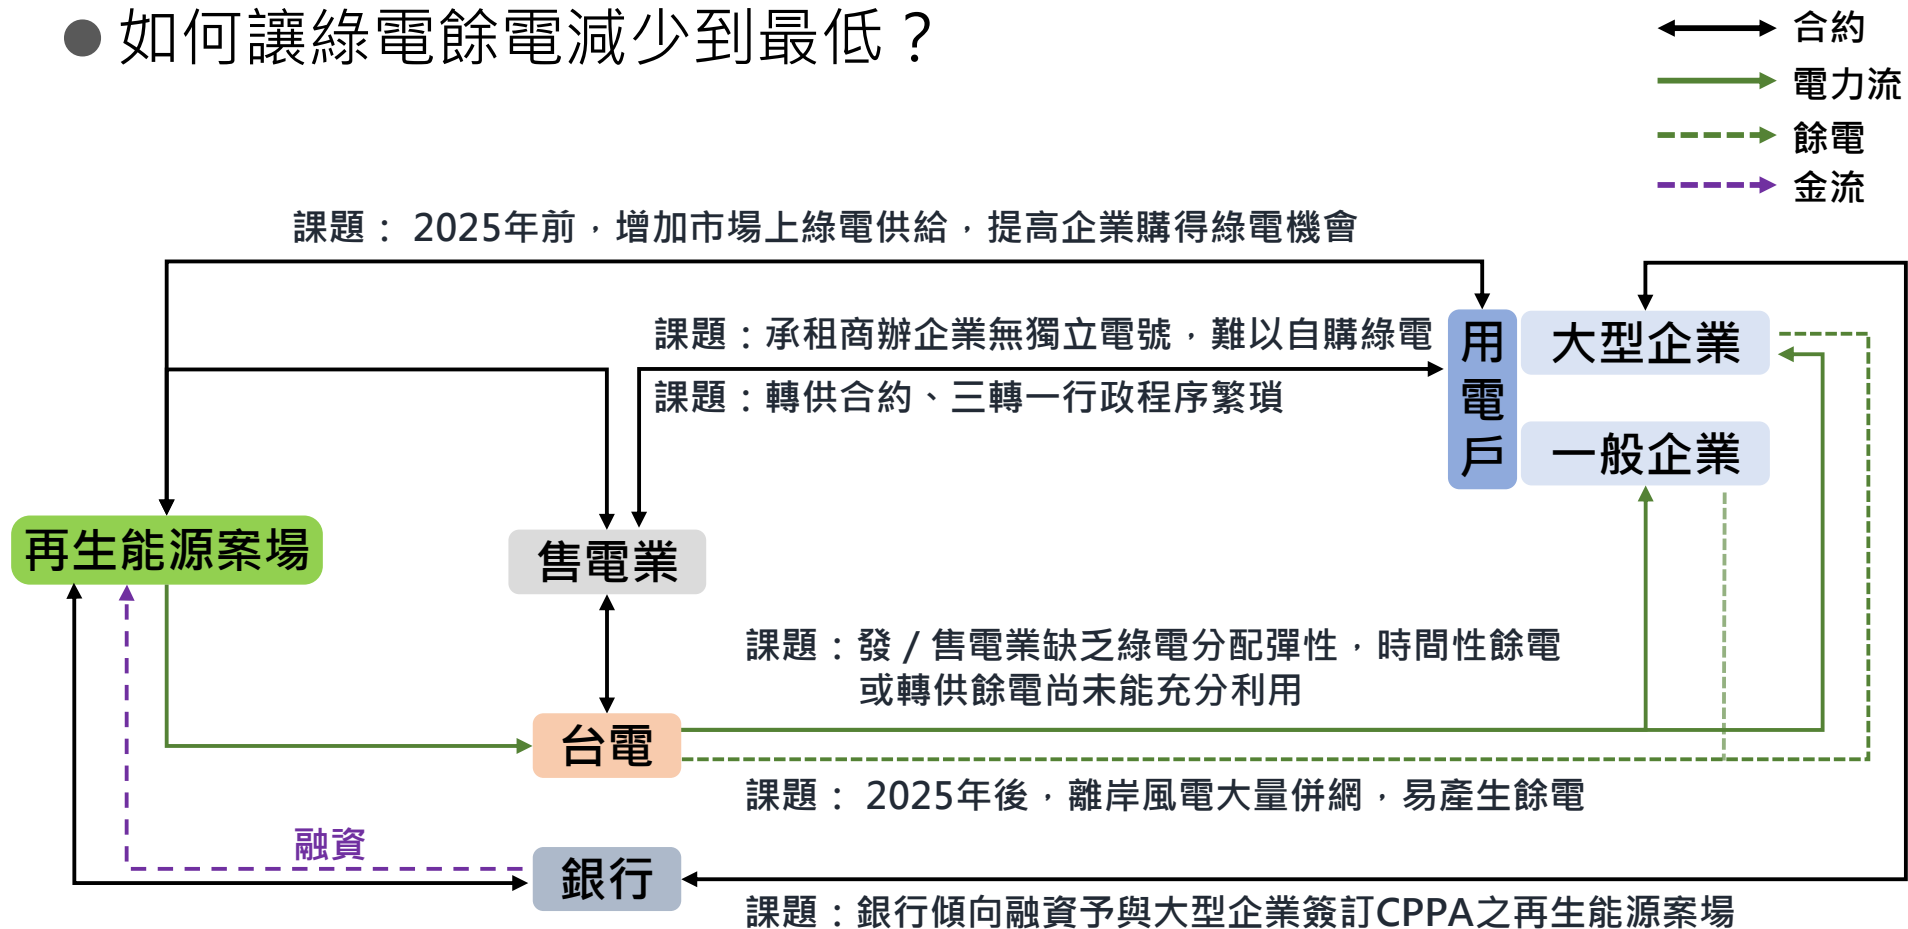 如何讓綠電餘電減少到最低？
合約
電力流
餘電
金流
課題： 2025年前，增加市場上綠電供給，提高企業購得綠電機會
課題：承租商辦企業無獨立電號，難以自購綠電
課題：轉供合約、三轉一行政程序繁瑣
用電戶
大型企業
一般企業
再生能源案場
售電業
課題：發 / 售電業缺乏綠電分配彈性，時間性餘電
或轉供餘電尚未能充分利用
台電
課題： 2025年後，離岸風電大量併網，易產生餘電
融資
銀行
課題：銀行傾向融資予與大型企業簽訂CPPA之再生能源案場